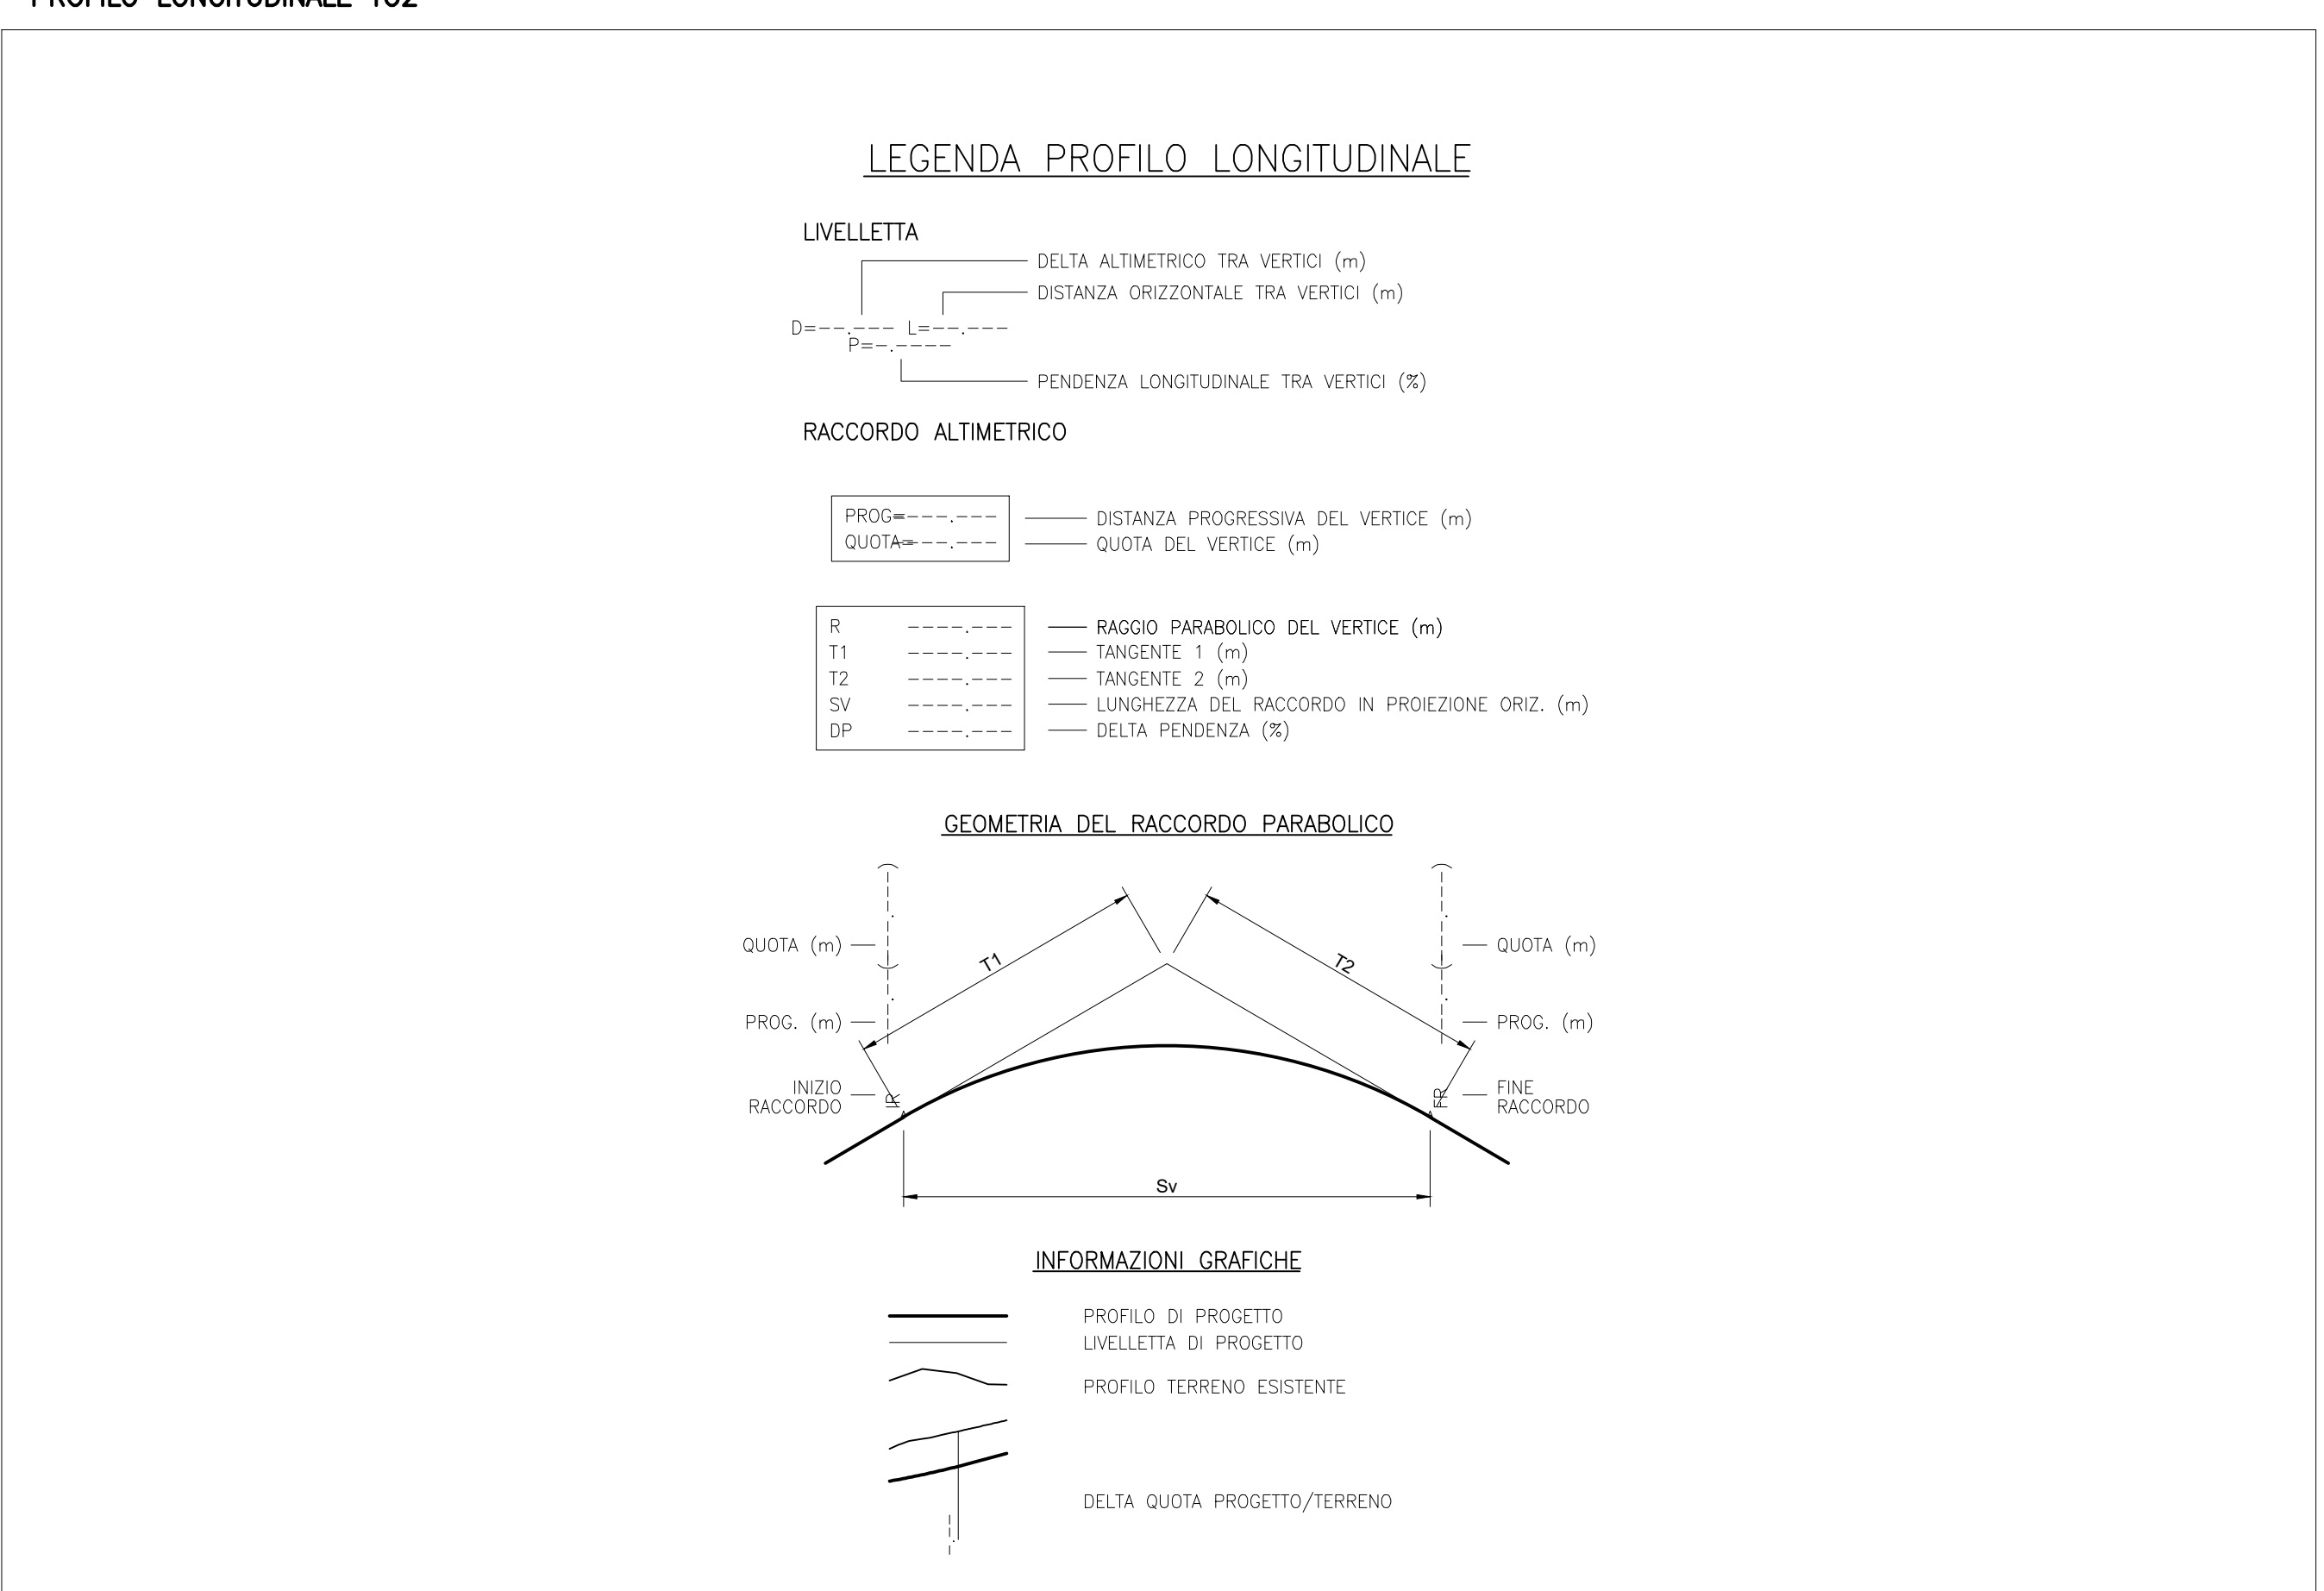 PROFILO LONGITUDINALE TG2
LEGENDA PROFILO LONGITUDINALE
LIVELLETTA
DELTA ALTIMETRICO TRA VERTICI (m)
DISTANZA ORIZZONTALE TRA VERTICI (m)
D=--.--- L=--.---
P=-.----
PENDENZA LONGITUDINALE TRA VERTICI (%)
RACCORDO ALTIMETRICO
PROG=----.--- DISTANZA PROGRESSIVA DEL VERTICE (m)
QUOTA=----.--- QUOTA DEL VERTICE (m)
R ----.--- RAGGIO PARABOLICO DEL VERTICE (m)
T1 ----.--- TANGENTE 1 (m)
T2 ----.--- TANGENTE 2 (m)
SV ----.--- LUNGHEZZA DEL RACCORDO IN PROIEZIONE ORIZ. (m)
DP ----.--- DELTA PENDENZA (%)
GEOMETRIA DEL RACCORDO PARABOLICO
QUOTA (m)
PROG. (m)
INIZIO
RACCORDO
IR
T1
T2
QUOTA (m)
PROG. (m)
FR
FINE
RACCORDO
Sv
INFORMAZIONI GRAFICHE
PROFILO DI PROGETTO
LIVELLETTA DI PROGETTO
PROFILO TERRENO ESISTENTE
DELTA QUOTA PROGETTO/TERRENO